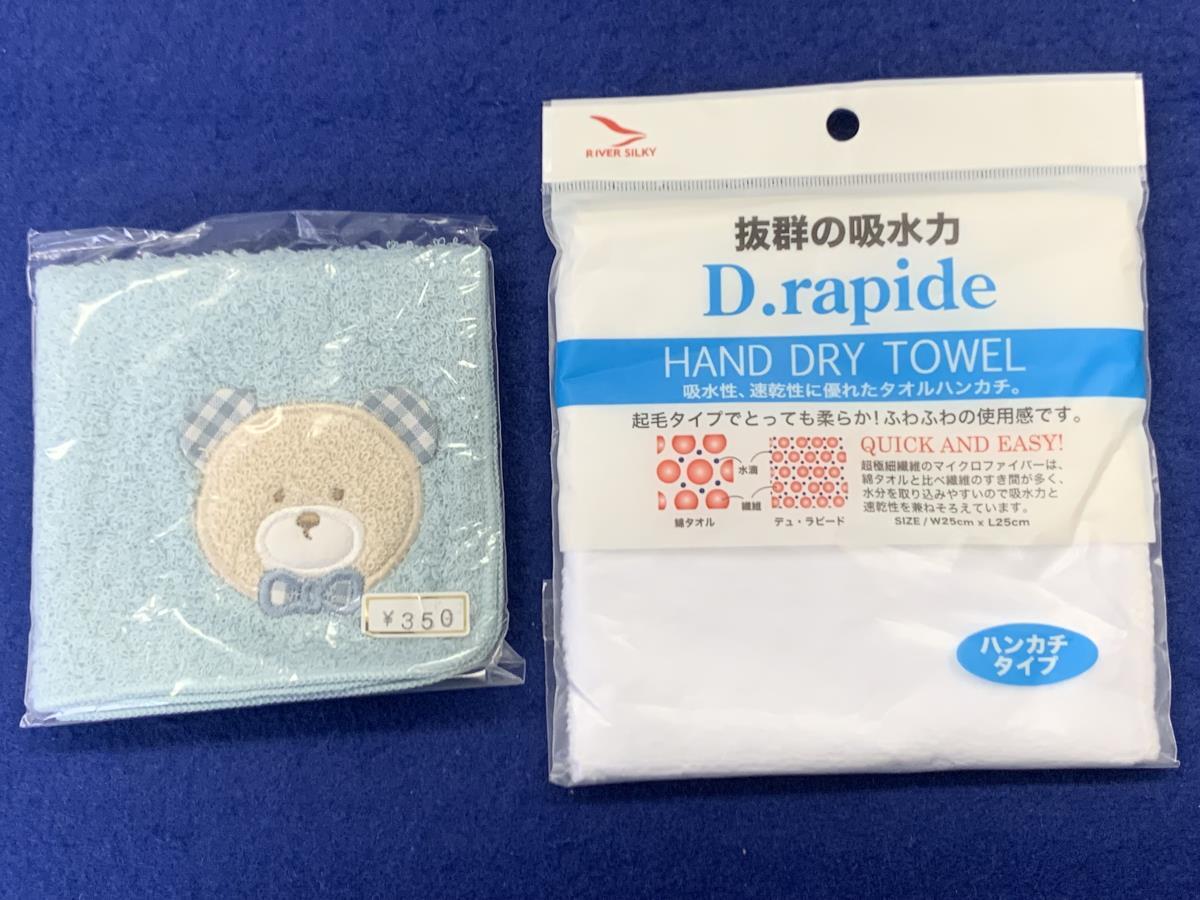 RIVER SILKY
抜群の吸水力
D.rapide
HAND DRY TOWEL
吸水性、速乾性に優れたタオルハンカチ。
起毛タイプでとっても柔らか!ふわふわの使用感です。
水滴
繊維
綿タオル
デュ・ラピード
QUICK AND EASY!
超極細繊維のマイクロファイバーは、
綿タオルと比べ繊維のすき間が多く、
水分を取り込みやすいので吸水力と
速乾性を兼ねそろえています。
SIZE / W25cm x L25cm
ハンカチ
タイプ
¥350